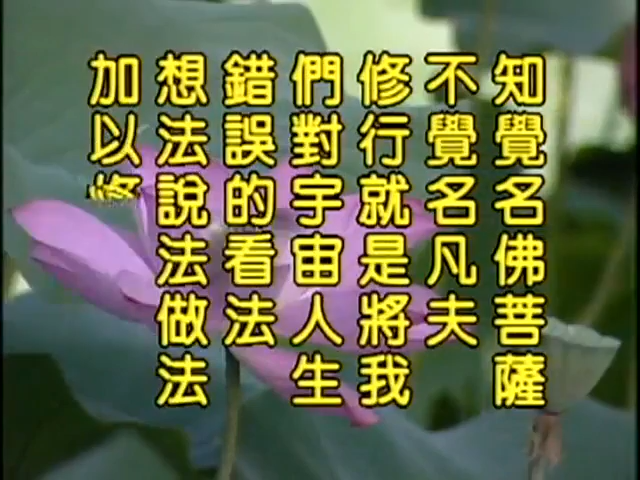 知覺名佛菩薩
不覺名凡夫
修行就是將我
們對宇宙人生
錯誤的看法
想法說法做法
加以